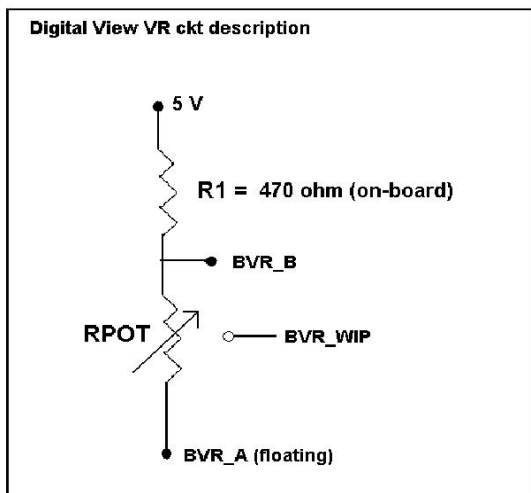 Digital View VR ckt description
5 V
R1 = 470 ohm (on-board)
BVR_B
RPOT
BVR_WIP
BVR_A (floating)